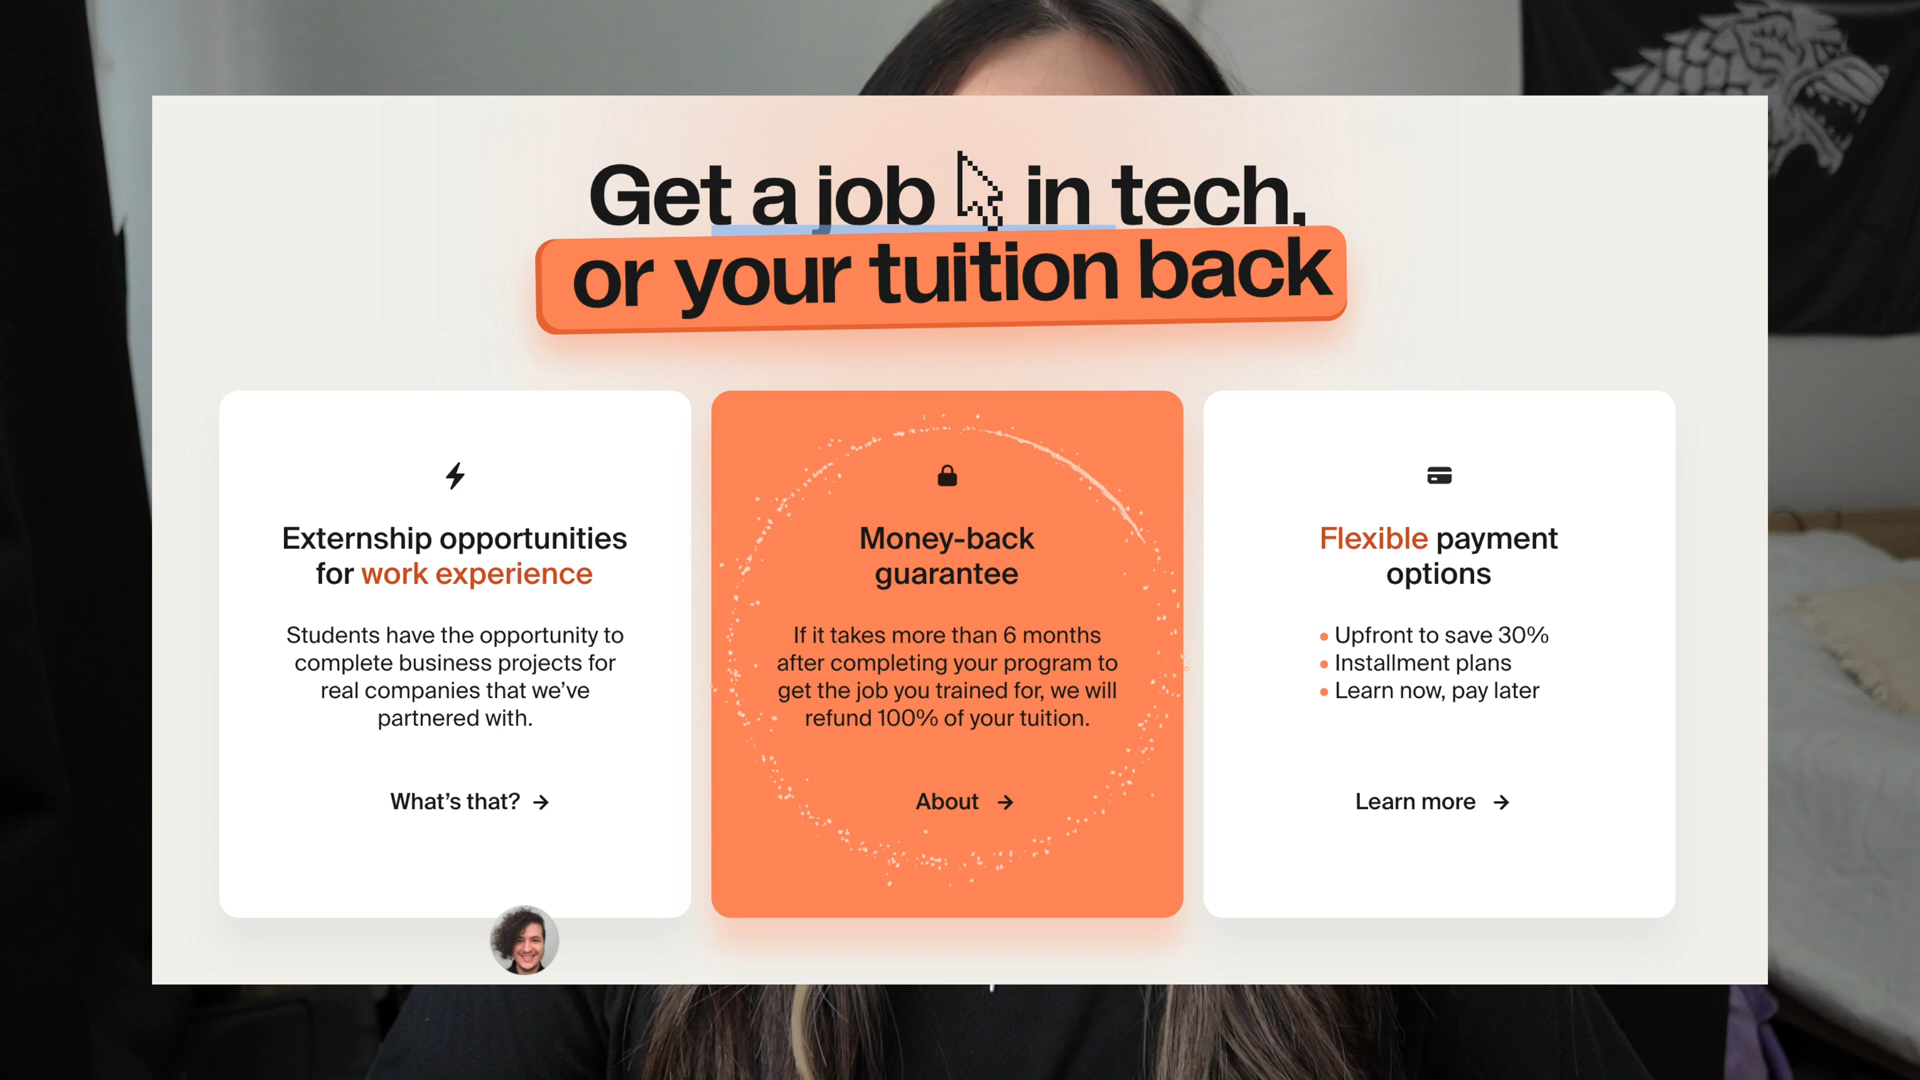 Get a job in tech,
or your tuition back
Externship opportunities
for work experience
Students have the opportunity to
complete business projects for
real companies that we’ve
partnered with.
What’s that? →
Money-back
guarantee
If it takes more than 6 months
after completing your program to
get the job you trained for, we will
refund 100% of your tuition.
About →
Flexible payment
options
• Upfront to save 30%
• Installment plans
• Learn now, pay later
Learn more →